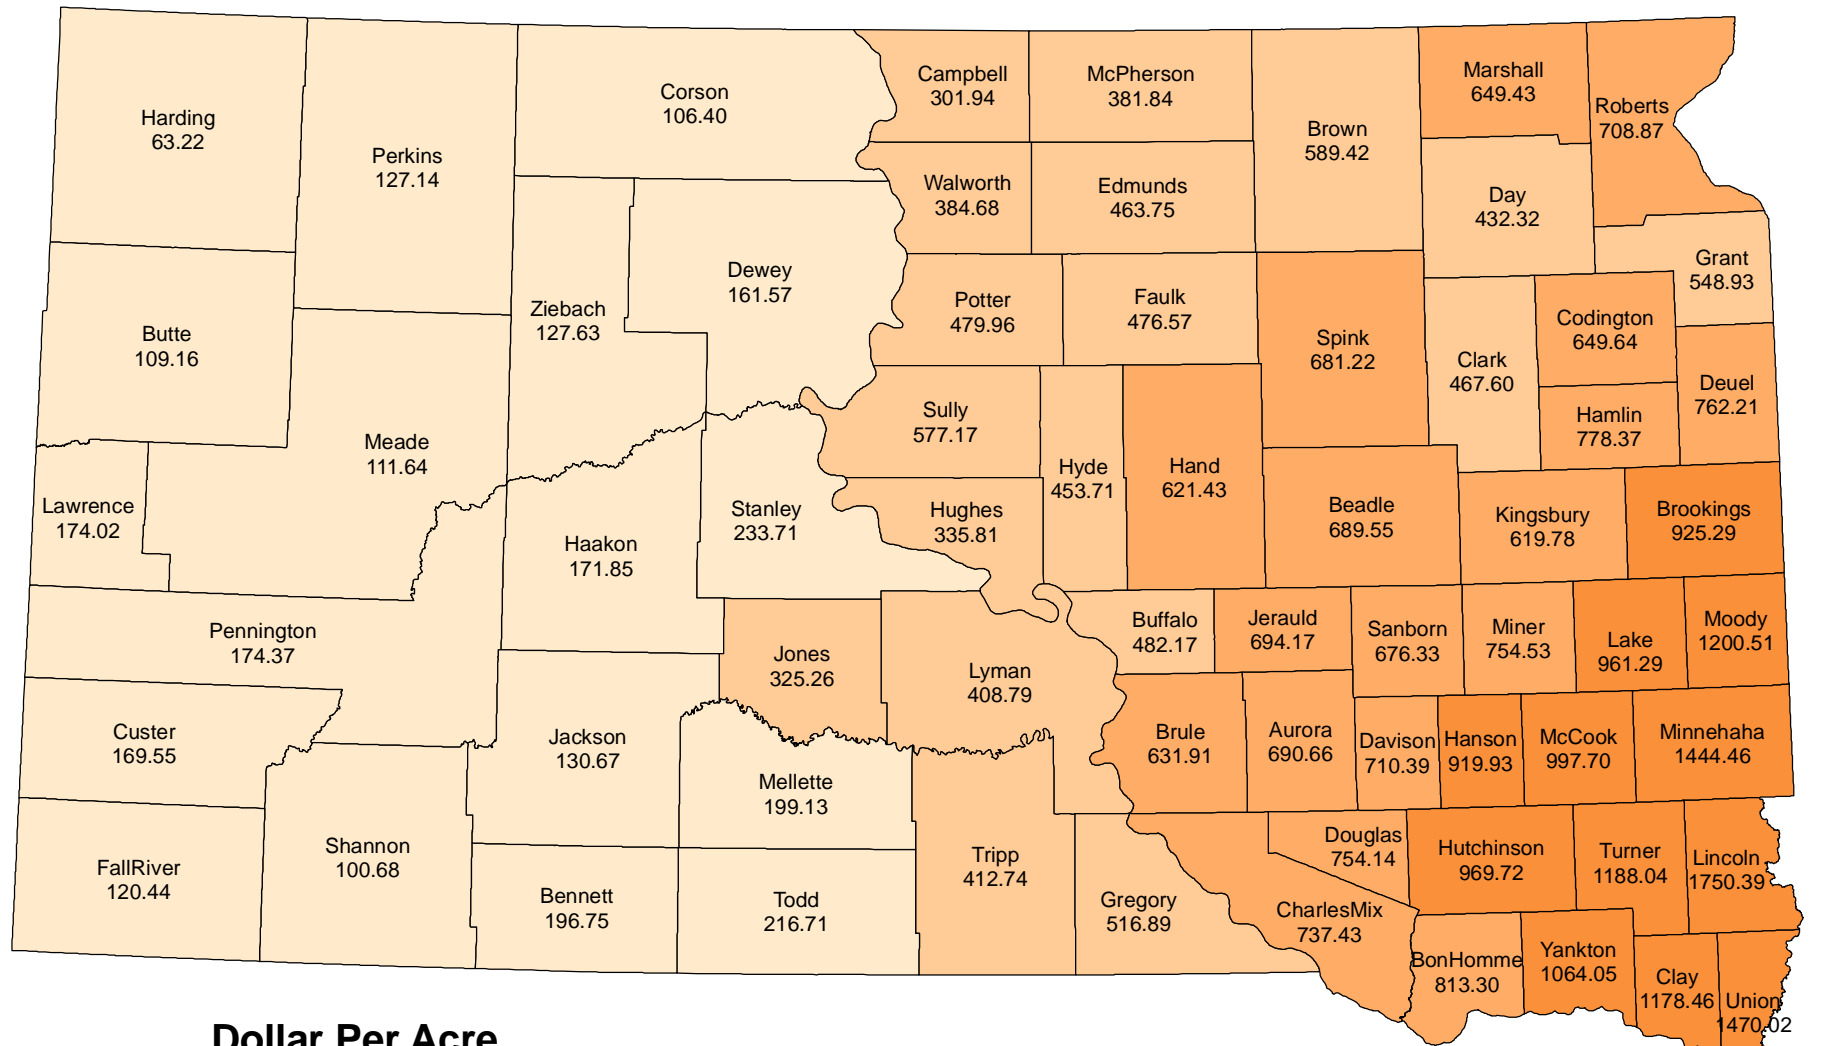 Harding
63.22
Perkins
127.14
Corson
106.40
Campbell
301.94
McPherson
381.84
Brown
589.42
Marshall
649.43
Roberts
708.87
Walworth
384.68
Edmunds
463.75
Day
432.32
Grant
548.93
Butte
109.16
Ziebach
127.63
Dewey
161.57
Potter
479.96
Faulk
476.57
Spink
681.22
Clark
467.60
Codington
649.64
Deuel
762.21
Hamlin
778.37
Meade
111.64
Sully
577.17
Hyde
453.71
Hand
621.43
Lawrence
174.02
Haakon
171.85
Stanley
233.71
Hughes
335.81
Beadle
689.55
Kingsbury
619.78
Brookings
925.29
Pennington
174.37
Jones
325.26
Lyman
408.79
Buffalo
482.17
Jerauld
694.17
Sanborn
676.33
Miner
754.53
Lake
961.29
Moody
1200.51
Custer
169.55
Jackson
130.67
Mellette
199.13
Brule
631.91
Aurora
690.66
Davison
710.39
Hanson
919.93
McCook
997.70
Minnehaha
1444.46
FallRiver
120.44
Shannon
100.68
Bennett
196.75
Todd
216.71
Tripp
412.74
Gregory
516.89
Douglas
754.14
CharlesMix
737.43
Hutchinson
969.72
Turner
1188.04
Lincoln
1750.39
BonHomme
813.30
Yankton
1064.05
Clay
1178.46
Union
1470.02
Dollar Per Acre